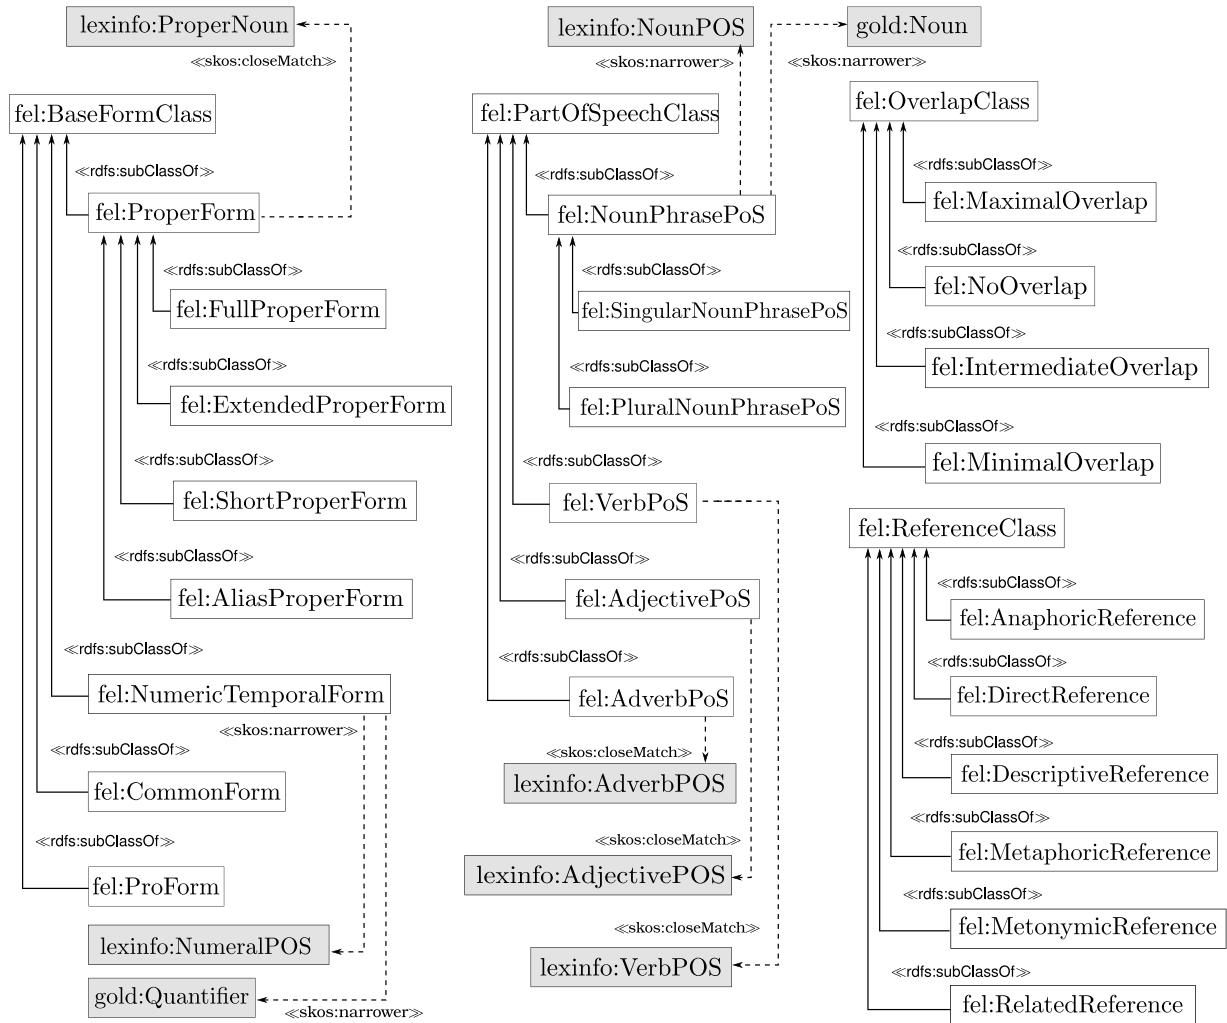 lexinfo:ProperNoun
≪skos:closeMatch≫
fel:BaseFormClass
≪rdfs:subClassOf≫
fel:ProperForm
≪rdfs:subClassOf≫
fel:FullProperForm
≪rdfs:subClassOf≫
fel:ExtendedProperForm
≪rdfs:subClassOf≫
fel:ShortProperForm
≪rdfs:subClassOf≫
fel:AliasProperForm
≪rdfs:subClassOf≫
fel:NumericTemporalForm
≪skos:narrower≫
≪rdfs:subClassOf≫
fel:CommonForm
≪rdfs:subClassOf≫
fel:ProForm
lexinfo:NumeralPOS
gold:Quantifier
≪skos:narrower≫
lexinfo:NounPOS
≪skos:narrower≫
gold:Noun
≪skos:narrower≫
fel:PartOfSpeechClass
≪rdfs:subClassOf≫
fel:NounPhrasePoS
≪rdfs:subClassOf≫
fel:SingularNounPhrasePoS
≪rdfs:subClassOf≫
fel:PluralNounPhrasePoS
≪rdfs:subClassOf≫
fel:VerbPoS
≪rdfs:subClassOf≫
fel:AdjectivePoS
≪rdfs:subClassOf≫
fel:AdverbPoS
≪skos:closeMatch≫
lexinfo:AdverbPOS
≪skos:closeMatch≫
lexinfo:AdjectivePOS
≪skos:closeMatch≫
lexinfo:VerbPOS
fel:OverlapClass
≪rdfs:subClassOf≫
fel:MaximalOverlap
≪rdfs:subClassOf≫
fel:NoOverlap
≪rdfs:subClassOf≫
fel:IntermediateOverlap
≪rdfs:subClassOf≫
fel:MinimalOverlap
fel:ReferenceClass
≪rdfs:subClassOf≫
fel:AnaphoricReference
≪rdfs:subClassOf≫
fel:DirectReference
≪rdfs:subClassOf≫
fel:DescriptiveReference
≪rdfs:subClassOf≫
fel:MetaphoricReference
≪rdfs:subClassOf≫
fel:MetonymicReference
≪rdfs:subClassOf≫
fel:RelatedReference